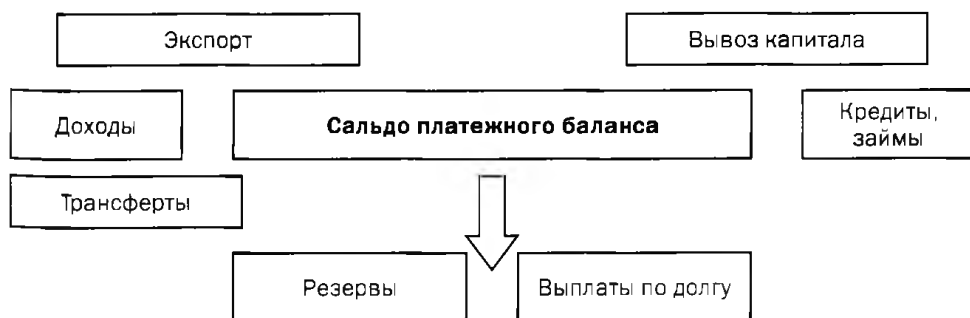 Экспорт
Вывоз капитала
Доходы
Сальдо платежного баланса
Кредиты,
займы
Трансферты
Резервы
Выплаты по долгу